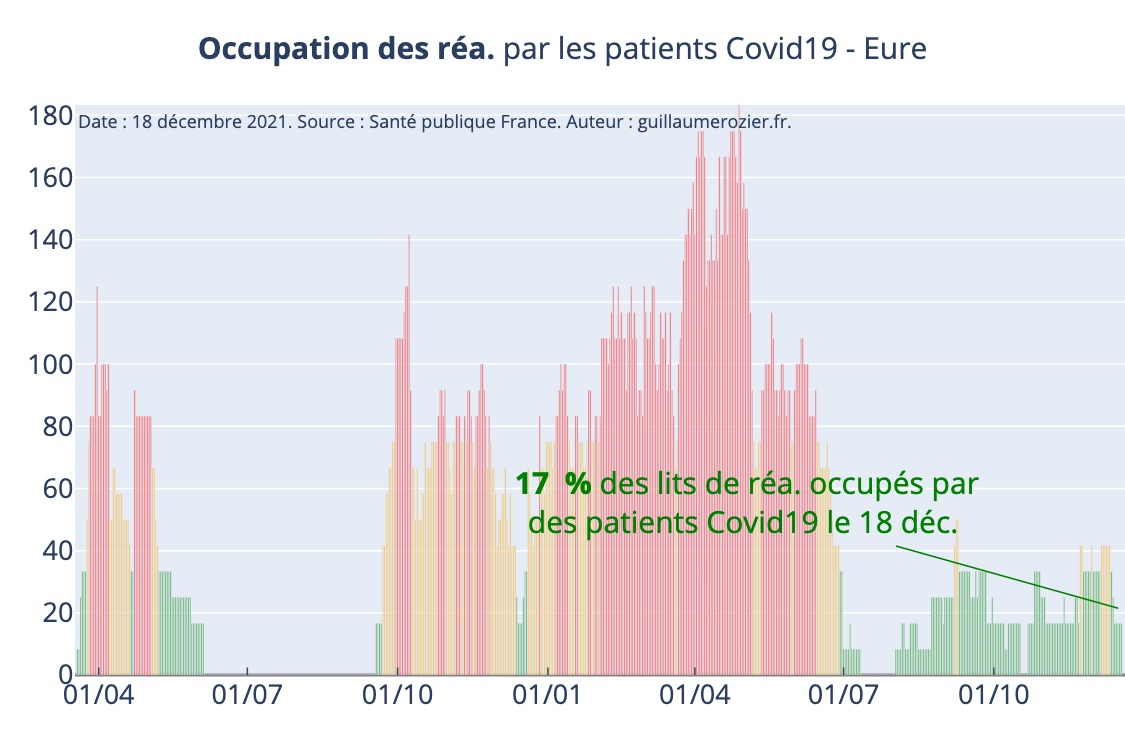 Occupation des réa. par les patients Covid19 - Eure
180
Date : 18 décembre 2021. Source : Santé publique France. Auteur : guillaumerozier.fr.
160
140
120
100
80
60
40
20
0
17 % des lits de réa. occupés par
des patients Covid19 le 18 déc.
01/04 01/07 01/10 01/01 01/04 01/07 01/10